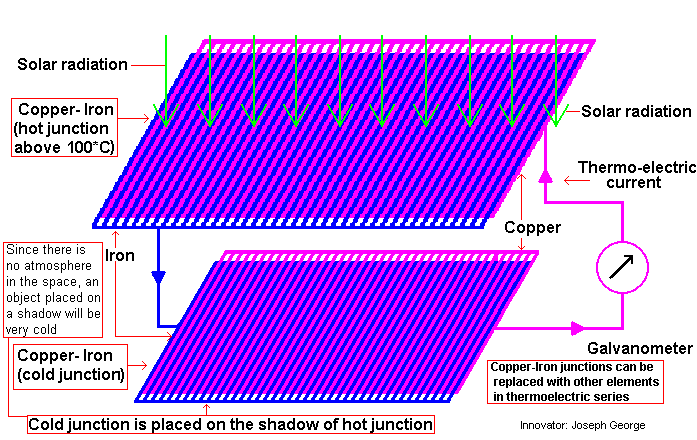 Solar radiation
Copper- Iron
(hot junction
above 100*C)
Solar radiation
Thermo-electric
current
Copper
Since there is
no atmosphere
in the space, an
object placed on
a shadow will be
very cold
Iron
Copper- Iron
(cold junction)
Galvanometer
Copper-Iron junctions can be
replaced with other elements
in thermoelectric series
Cold junction is placed on the shadow of hot junction
Innovator: Joseph George